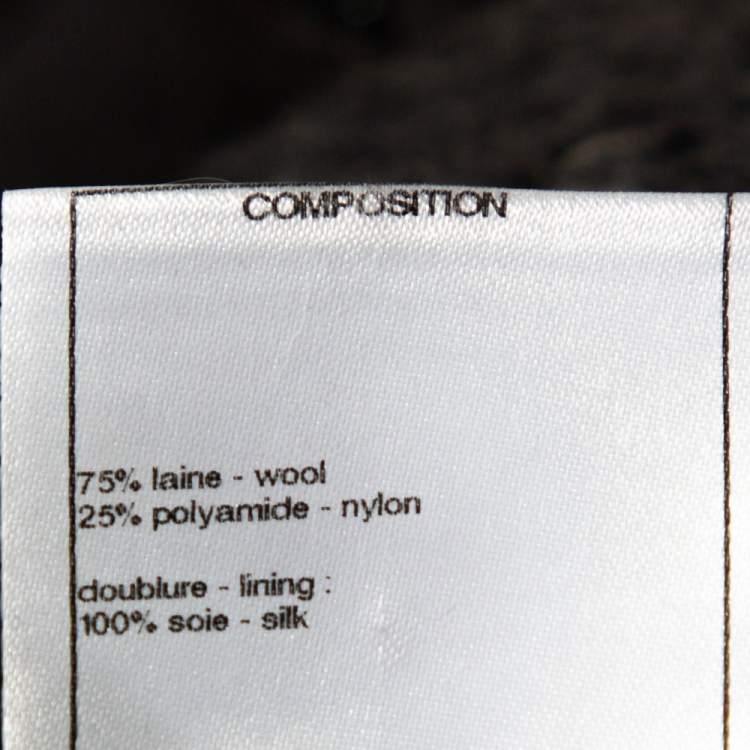 COMPOSITION
75% laine - wool
25% polyamide - nylon
doublure - lining :
100% soie - silk